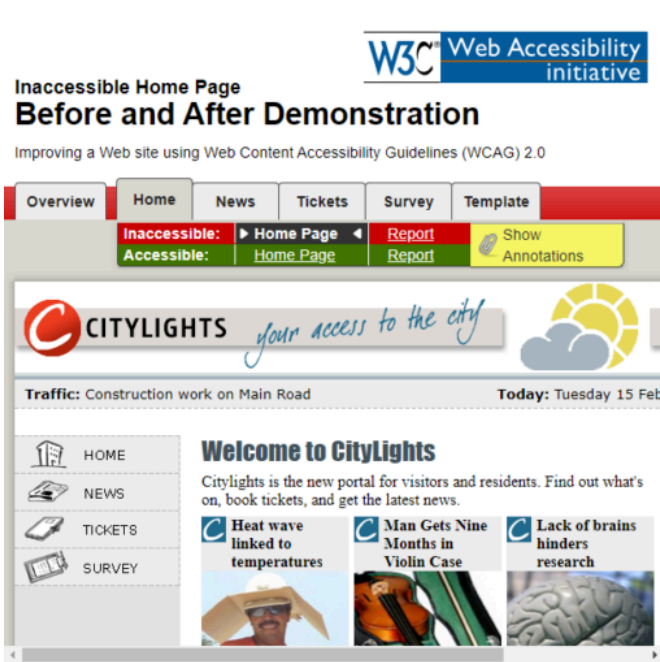 W3C® Web Accessibility
initiative
Inaccessible Home Page
Before and After Demonstration
Improving a Web site using Web Content Accessibility Guidelines (WCAG) 2.0
Overview Home News Tickets Survey Template
Inaccessible: Home Page Report
Accessible: Home Page Report
Show
Annotations
C CITYLIGHTS your access to the city
Traffic: Construction work on Main Road Today: Tuesday 15 Feb
HOME
NEWS
TICKETS
SURVEY
Welcome to CityLights
Citylights is the new portal for visitors and residents. Find out what's
on, book tickets, and get the latest news.
C Heat wave
linked to
temperatures
C Man Gets Nine
Months in
Violin Case
C Lack of brains
hinders
research